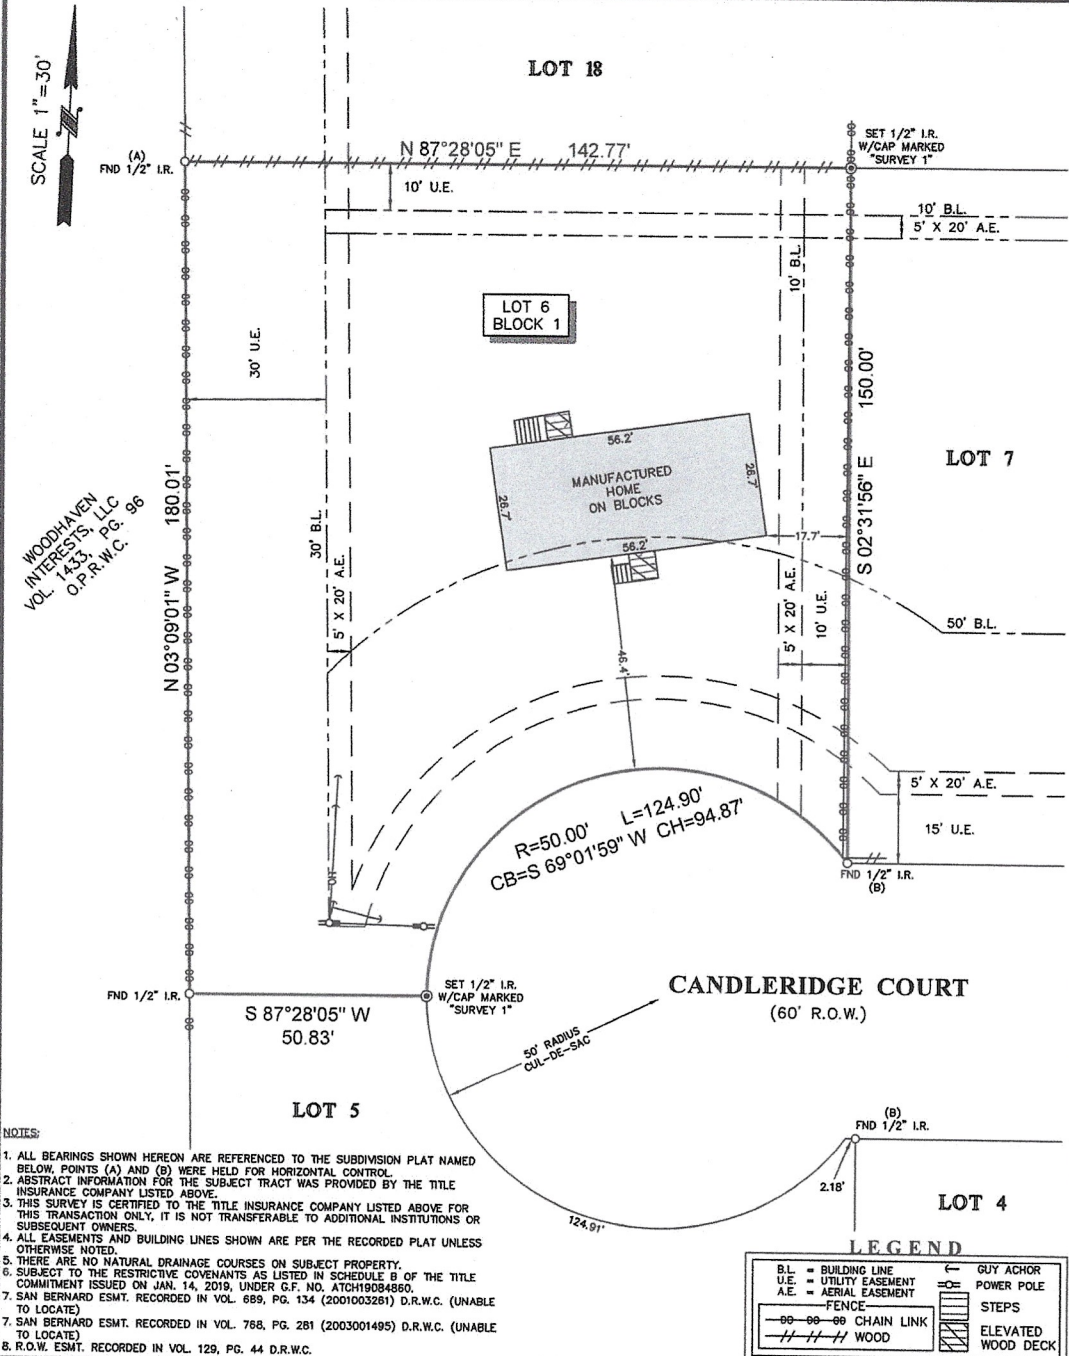 SCALE 1"=30'
LOT 18
(A)
FND 1/2" I.R.
N 87°28'05" E 142.77'
SET 1/2" I.R.
W/CAP MARKED
"SURVEY 1"
10' U.E.
10' B.L.
5' X 20' A.E.
10' B.L.
LOT 6
BLOCK 1
30' U.E.
S 02°31'56" E 150.00'
56.2'
MANUFACTURED
HOME
ON BLOCKS
26.7'
26.7'
56.2'
17.7'
LOT 7
WOODHAVEN
INTERESTS, LLC
VOL. 1433, PG. 96
O.P.R.W.C.
N 03°09'01" W 180.01'
30' B.L.
5' X 20' A.E.
5' X 20' A.E.
10' U.E.
50' B.L.
46.4'
5' X 20' A.E.
15' U.E.
R=50.00' L=124.90'
CB=S 69°01'59" W CH=94.87'
FND 1/2" I.R.
(B)
FND 1/2" I.R.
SET 1/2" I.R.
W/CAP MARKED
"SURVEY 1"
S 87°28'05" W
50.83'
CANDLERIDGE COURT
(60' R.O.W.)
50' RADIUS
CUL-DE-SAC
LOT 5
(B)
FND 1/2" I.R.
2.18'
LOT 4
124.91'
NOTES:
1. ALL BEARINGS SHOWN HEREON ARE REFERENCED TO THE SUBDIVISION PLAT NAMED
BELOW, POINTS (A) AND (B) WERE HELD FOR HORIZONTAL CONTROL.
2. ABSTRACT INFORMATION FOR THE SUBJECT TRACT WAS PROVIDED BY THE TITLE
INSURANCE COMPANY LISTED ABOVE.
3. THIS SURVEY IS CERTIFIED TO THE TITLE INSURANCE COMPANY LISTED ABOVE FOR
THIS TRANSACTION ONLY, IT IS NOT TRANSFERABLE TO ADDITIONAL INSTITUTIONS OR
SUBSEQUENT OWNERS.
4. ALL EASEMENTS AND BUILDING LINES SHOWN ARE PER THE RECORDED PLAT UNLESS
OTHERWISE NOTED.
5. THERE ARE NO NATURAL DRAINAGE COURSES ON SUBJECT PROPERTY.
6. SUBJECT TO THE RESTRICTIVE COVENANTS AS LISTED IN SCHEDULE B OF THE TITLE
COMMITMENT ISSUED ON JAN. 14, 2019, UNDER G.F. NO. ATCH19084860.
7. SAN BERNARD ESMT. RECORDED IN VOL. 689, PG. 134 (2001003261) D.R.W.C. (UNABLE
TO LOCATE)
7. SAN BERNARD ESMT. RECORDED IN VOL. 768, PG. 281 (2003001495) D.R.W.C. (UNABLE
TO LOCATE)
8. R.O.W. ESMT. RECORDED IN VOL. 129, PG. 44 D.R.W.C.
LEGEND
B.L. = BUILDING LINE
U.E. = UTILITY EASEMENT
A.E. = AERIAL EASEMENT
FENCE
CHAIN LINK
WOOD
GUY ACHOR
POWER POLE
STEPS
ELEVATED
WOOD DECK